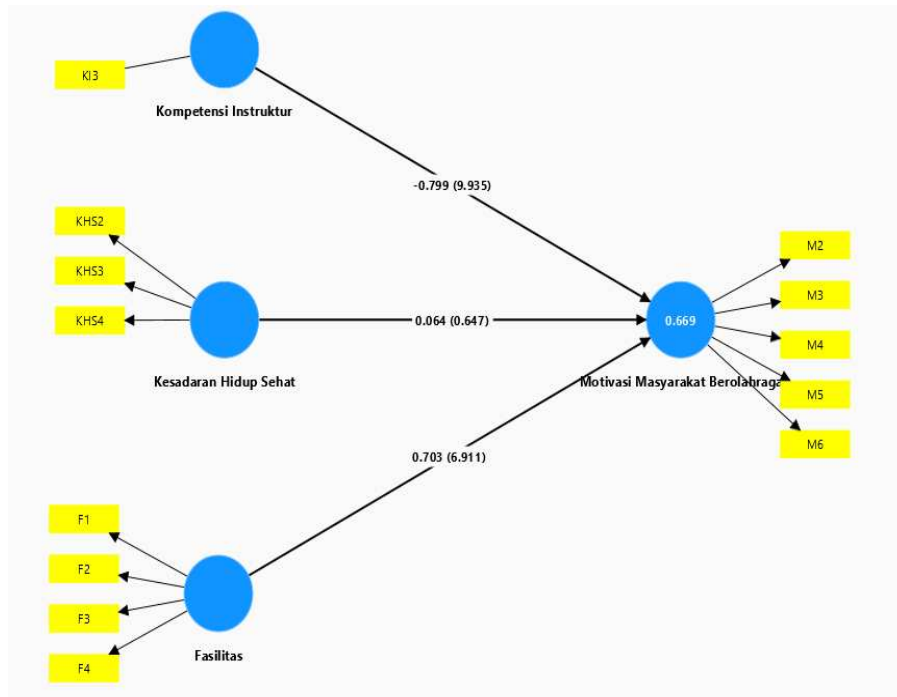 KI3
Kompetensi Instruktur
-0.799 (9.935)
KHS2
KHS3
KHS4
Kesadaran Hidup Sehat
0.064 (0.647)
0.669
Motivasi Masyarakat Berolahraga
M2
M3
M4
M5
M6
0.703 (6.911)
F1
F2
F3
F4
Fasilitas